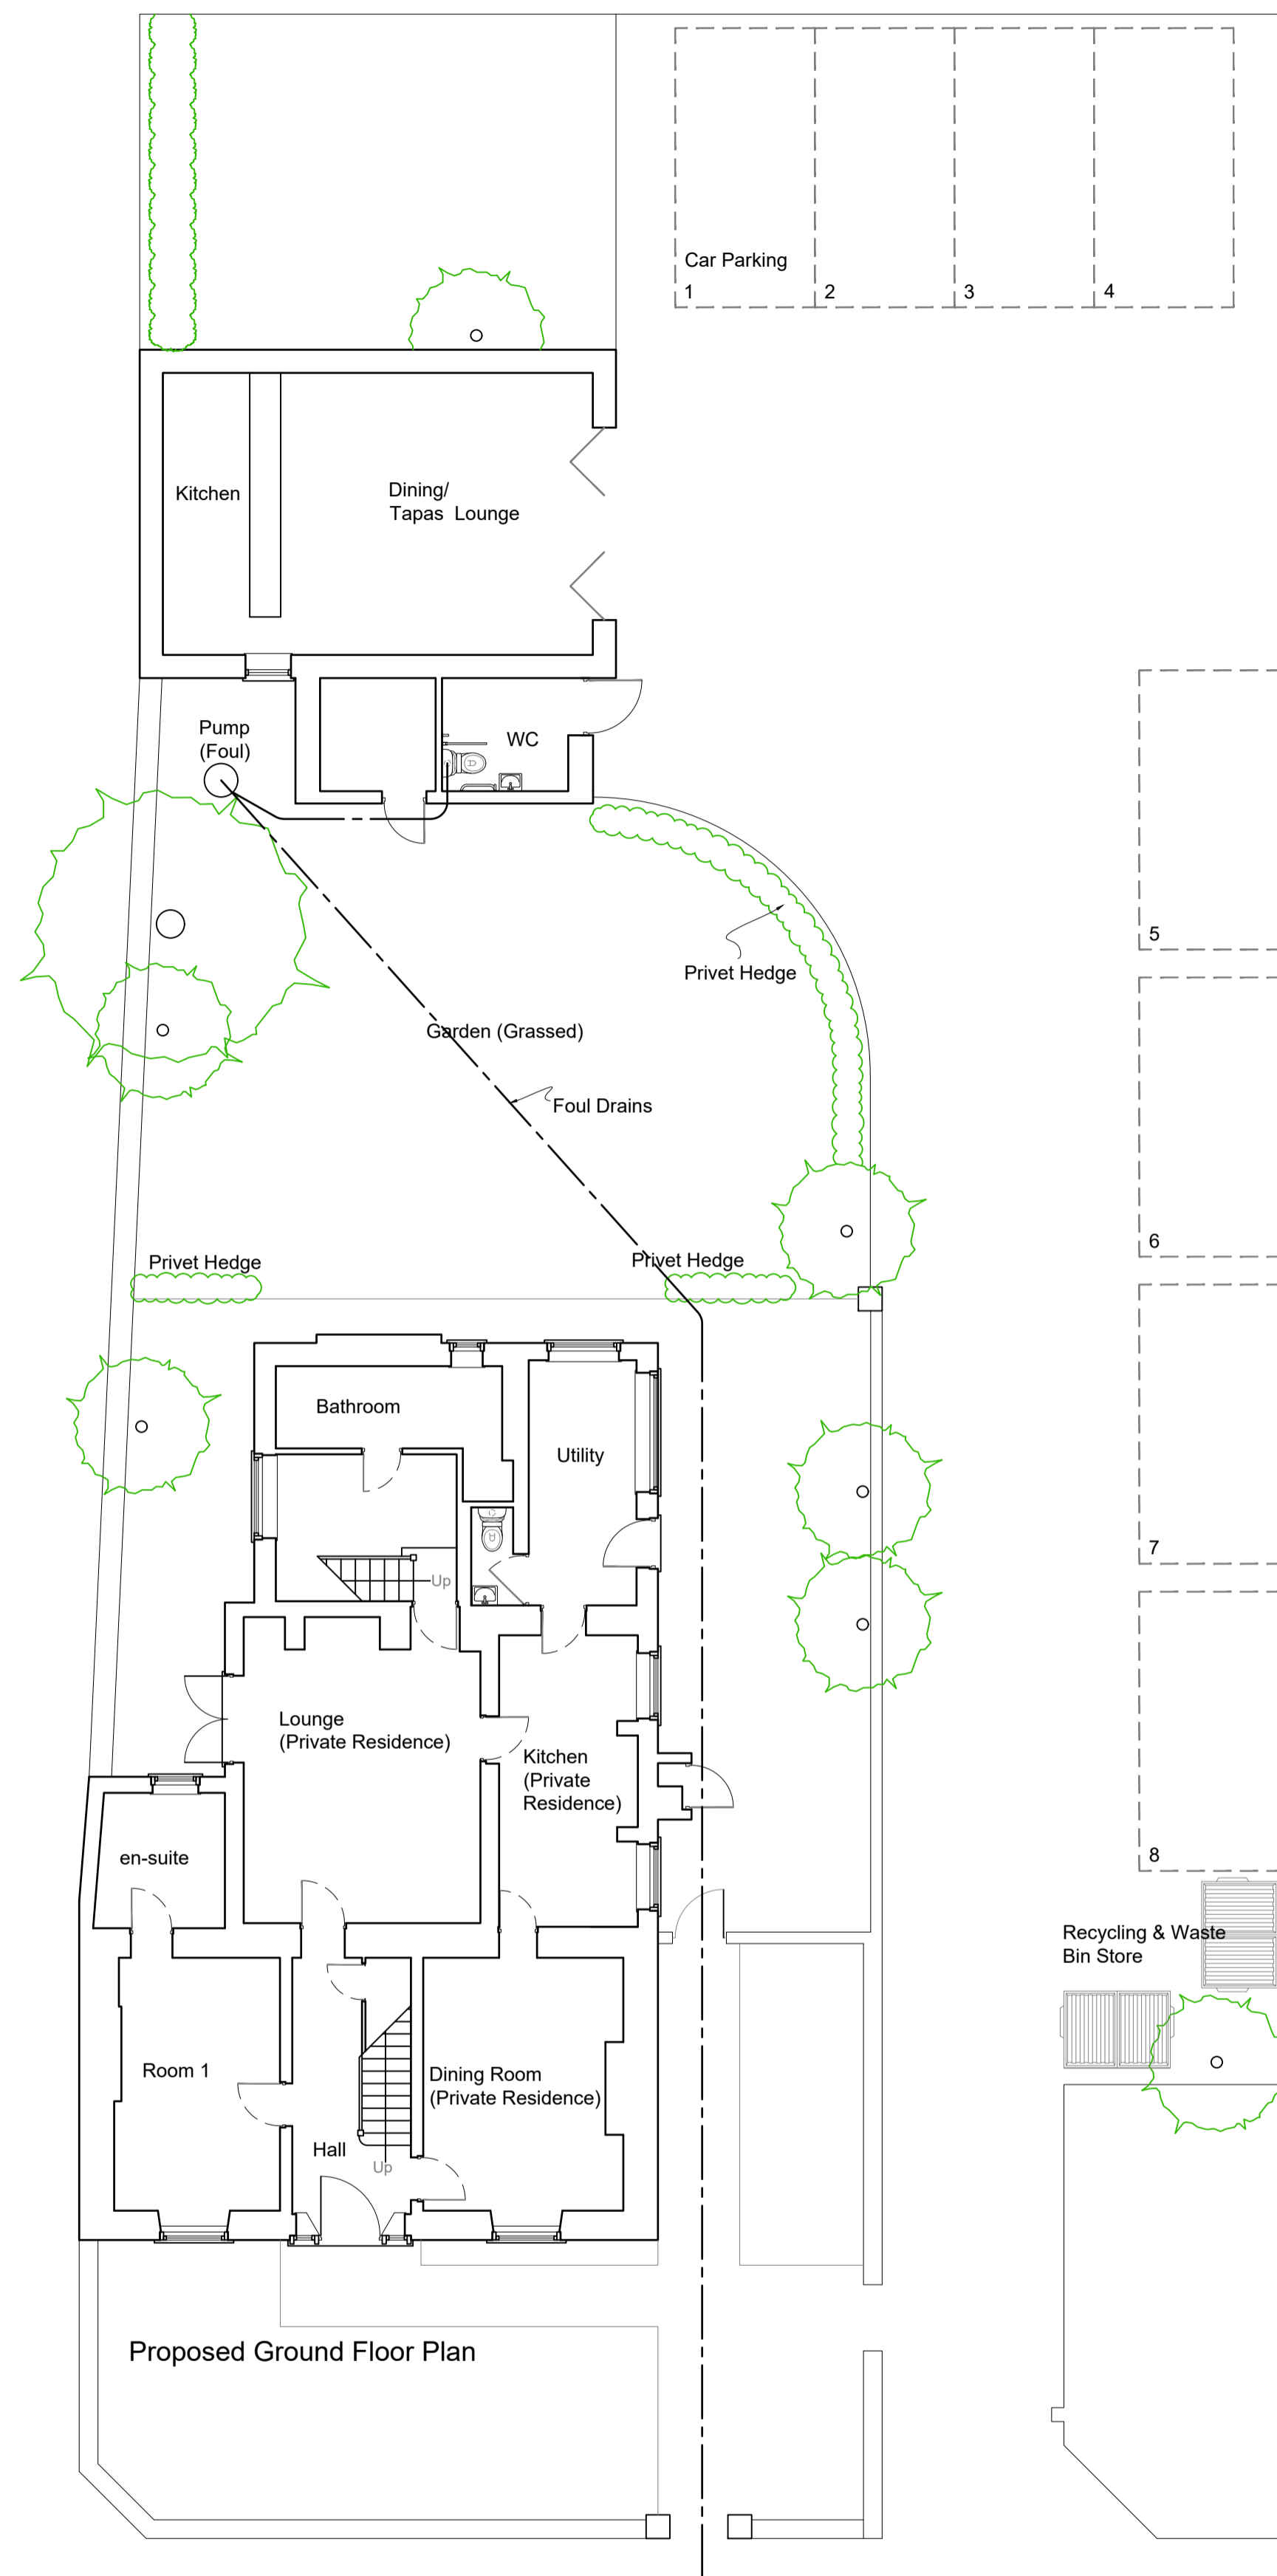 Car Parking
1
2
3
4
Kitchen
Dining/
Tapas Lounge
Pump
(Foul)
WC
5
Privet Hedge
Garden (Grassed)
Foul Drains
6
Privet Hedge
Privet Hedge
Bathroom
Utility
7
Up
Lounge
(Private Residence)
Kitchen
(Private
Residence)
8
en-suite
Recycling & Waste
Bin Store
Room 1
Dining Room
(Private Residence)
Hall
Up
Proposed Ground Floor Plan